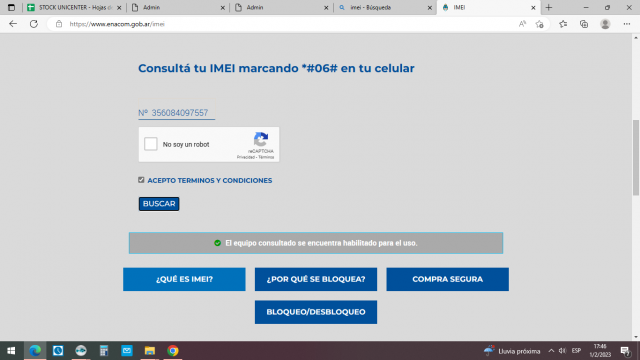 STOCK UNICENTER - Hojas de
Admin
Admin
imei - Búsqueda
IMEI
https://www.enacom.gob.ar/imei
Consultá tu IMEI marcando *#06# en tu celular
Nº 356084097557
No soy un robot
reCAPTCHA
Privacidad - Términos
ACEPTO TERMINOS Y CONDICIONES
BUSCAR
El equipo consultado se encuentra habilitado para el uso.
¿QUÉ ES IMEI?
¿POR QUÉ SE BLOQUEA?
COMPRA SEGURA
BLOQUEO/DESBLOQUEO
Lluvia próxima
ESP
17:46
1/2/2023